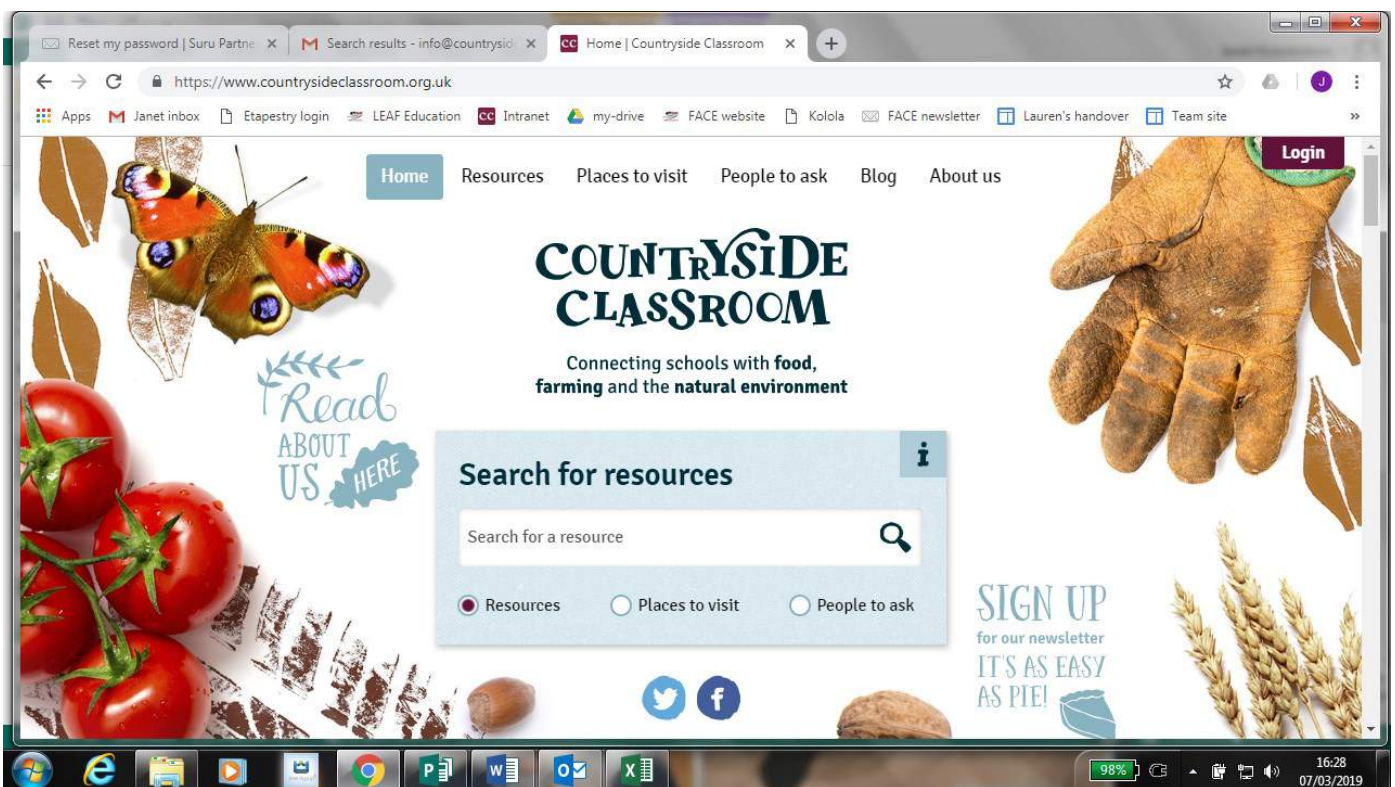 Reset my password | Suru Partne
Search results - info@countrysid
cc Home | Countryside Classroom
https://www.countrysideclassroom.org.uk
J
Apps
Janet inbox
Etapestry login
LEAF Education
cc Intranet
my-drive
FACE website
Kolola
FACE newsletter
Lauren's handover
Team site
»
Login
Home
Resources
Places to visit
People to ask
Blog
About us
COUNTRYSIDE
CLASSROOM
Connecting schools with food,
farming and the natural environment
Read
ABOUT
US HERE
Search for resources
i
Search for a resource
Resources
Places to visit
People to ask
SIGN UP
for our newsletter
IT'S AS EASY
AS PIE!
98%
16:28
07/03/2019